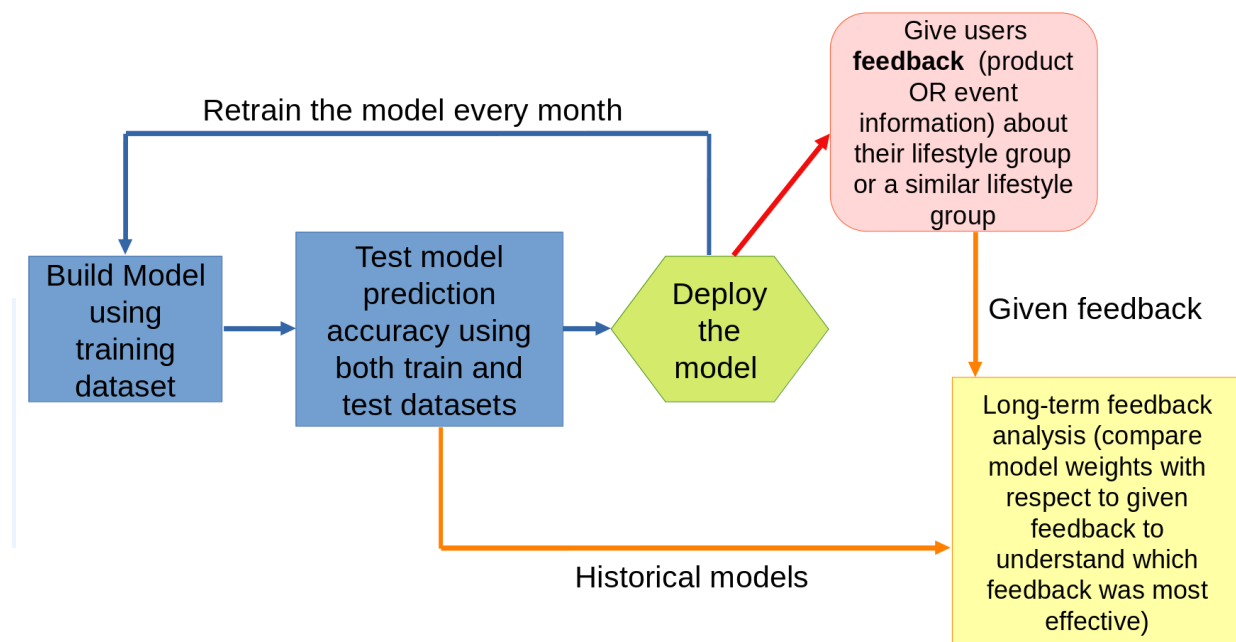 Give users
feedback (product
OR event
information) about
their lifestyle group
or a similar lifestyle
group
Retrain the model every month
Build Model
using
training
dataset
Test model
prediction
accuracy using
both train and
test datasets
Deploy
the
model
Given feedback
Long-term feedback
analysis (compare
model weights with
respect to given
feedback to
understand which
feedback was most
effective)
Historical models